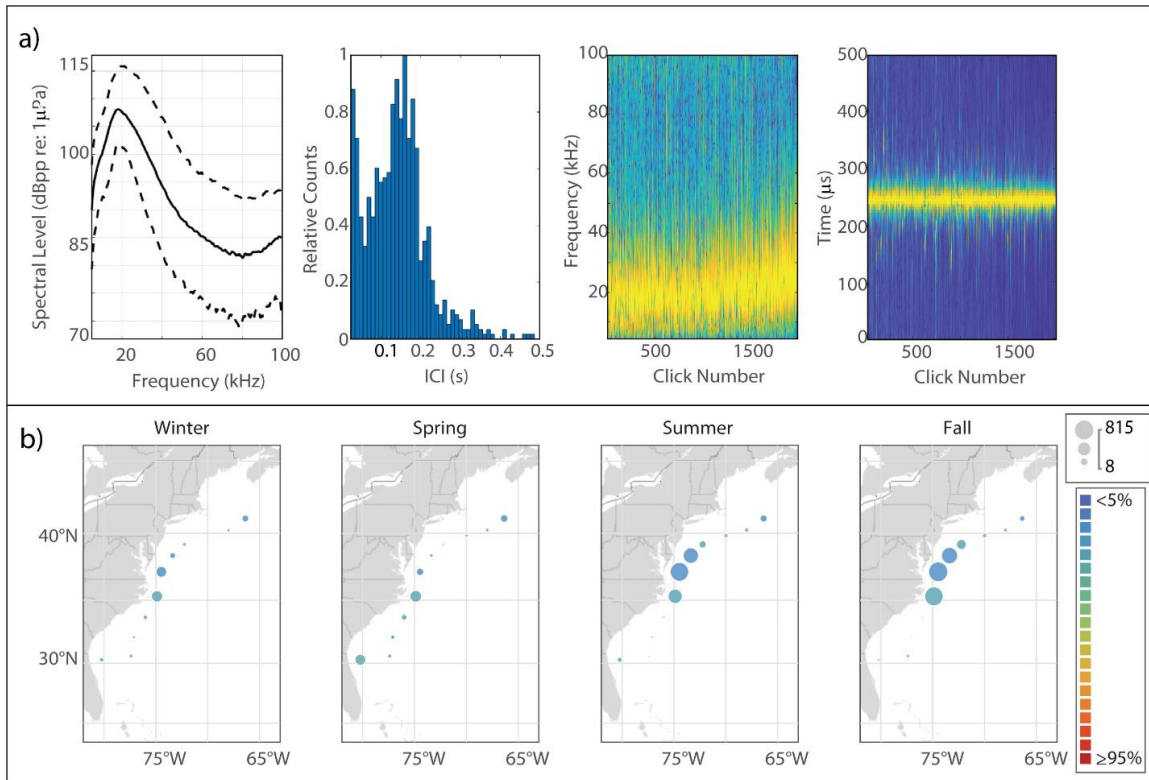 a)
115
100
85
70
Spectral Level (dBpp re: 1µPa)
20
60
100
Frequency (kHz)
1
0.8
0.6
0.4
0.2
0
Relative Counts
0.1
0.2
0.3
0.4
0.5
ICI (s)
100
80
60
40
20
Frequency (kHz)
500
1500
Click Number
500
400
300
200
100
0
Time (µs)
500
1500
Click Number
b)
Winter
Spring
Summer
Fall
40°N
30°N
75°W
65°W
75°W
65°W
75°W
65°W
75°W
65°W
815
8
<5%
≥95%